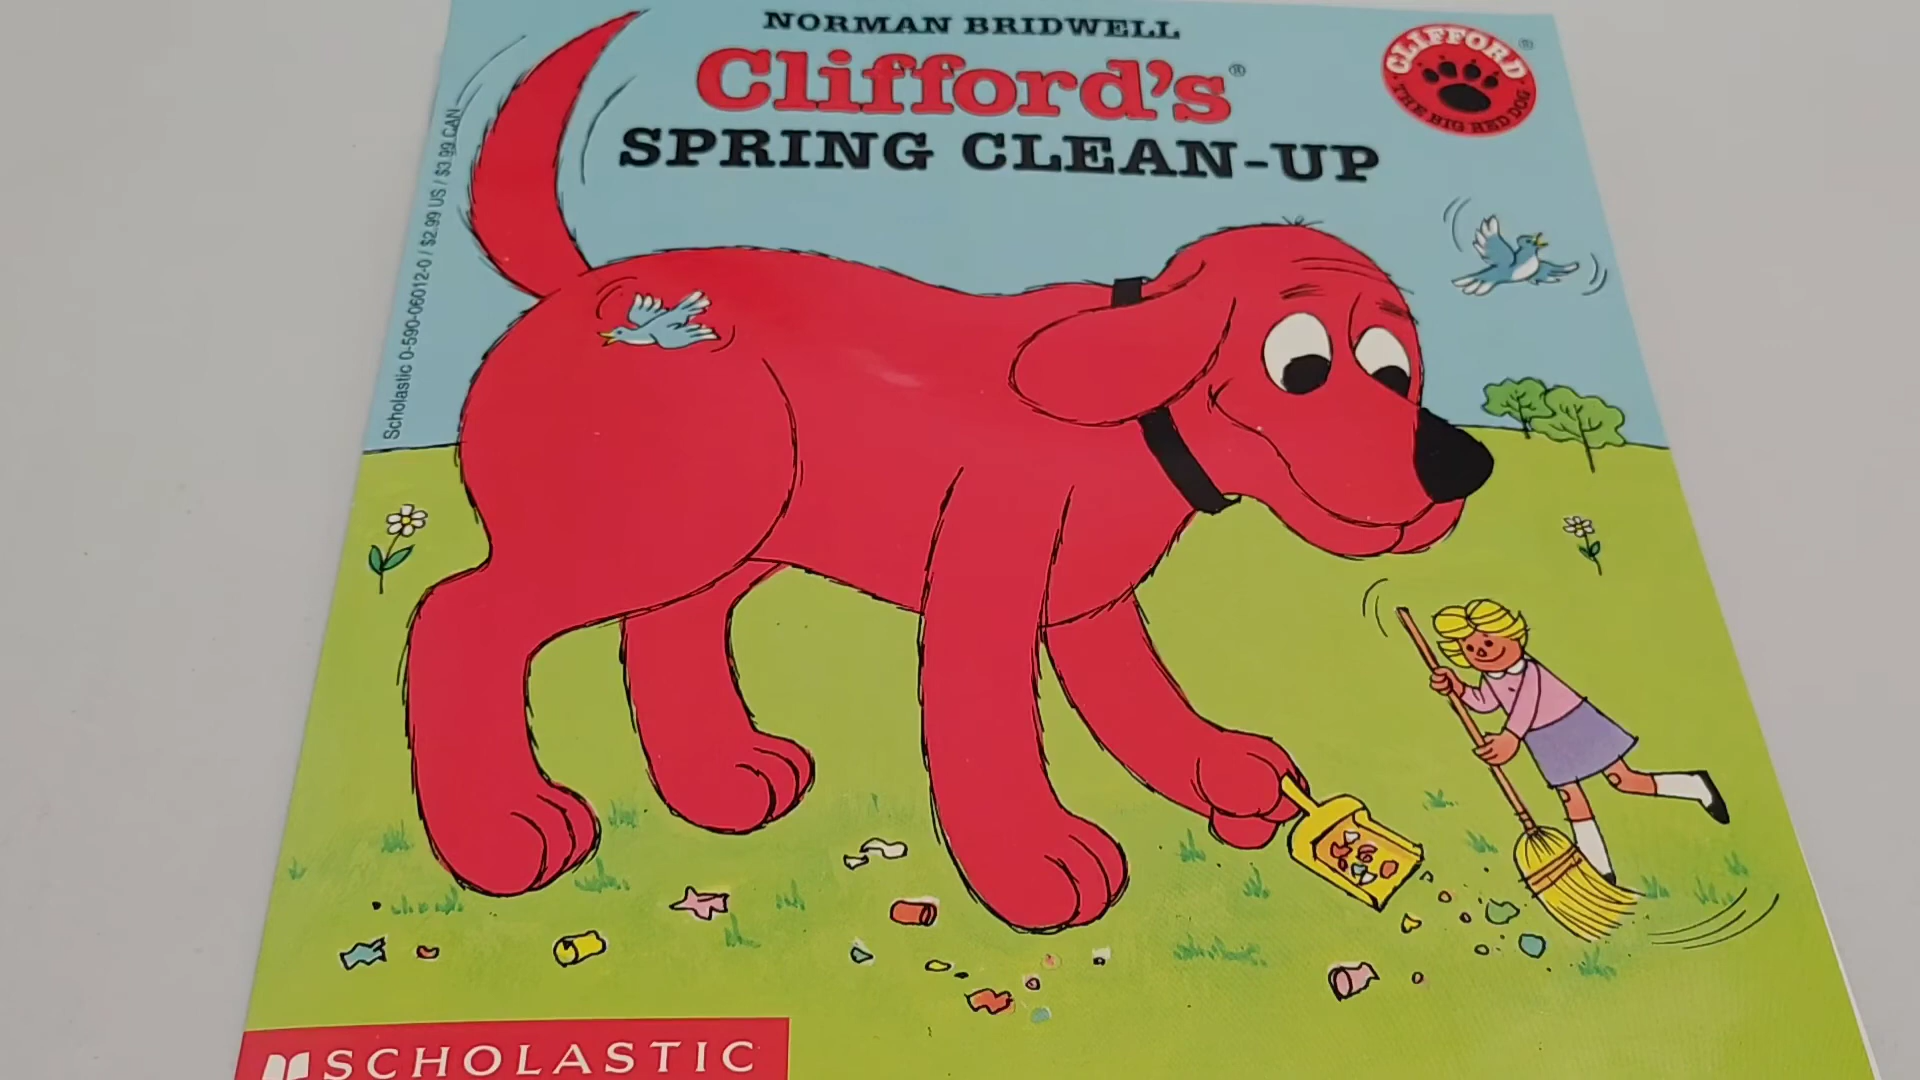 NORMAN BRIDWELL
Clifford's®
SPRING CLEAN-UP
CLIFFORD®
THE BIG RED DOG
Scholastic 0-590-06012-0 / $2.99 US / $3.99 CAN
SCHOLASTIC